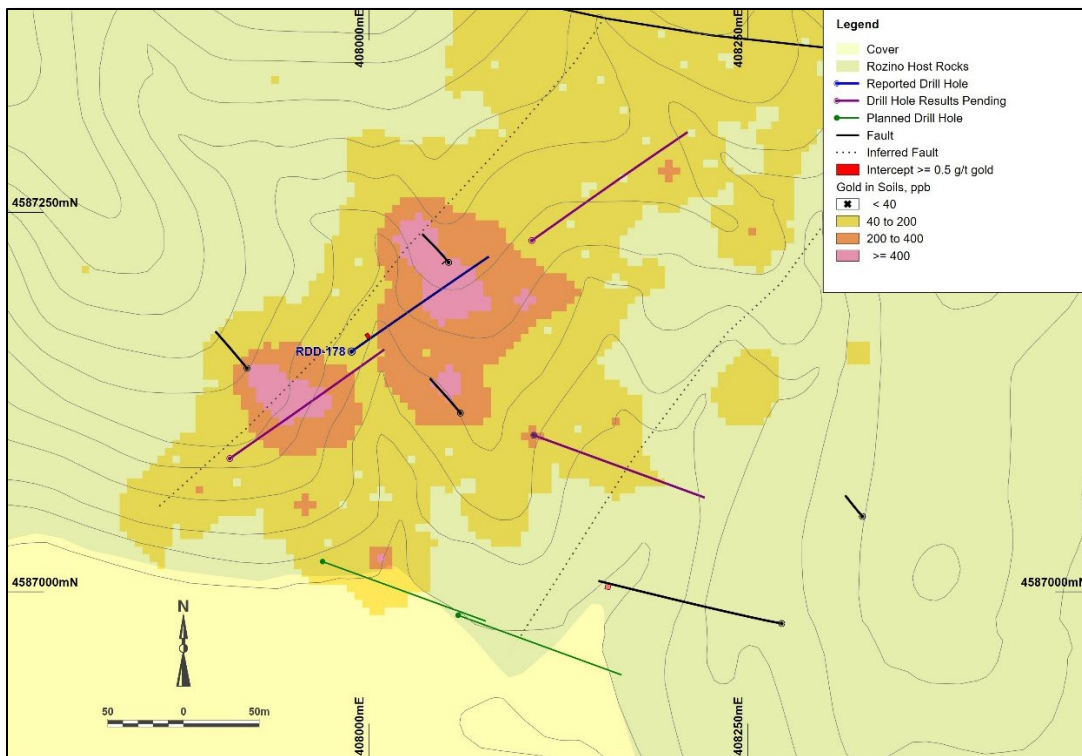 408000mE
408250mE
Legend
Cover
Rozino Host Rocks
Reported Drill Hole
Drill Hole Results Pending
Planned Drill Hole
Fault
Inferred Fault
Intercept >= 0.5 g/t gold
Gold in Soils, ppb
< 40
40 to 200
200 to 400
>= 400
4587250mN
RDD-178
4587000mN
4587000mN
N
50 0 50m
408000mE
408250mE